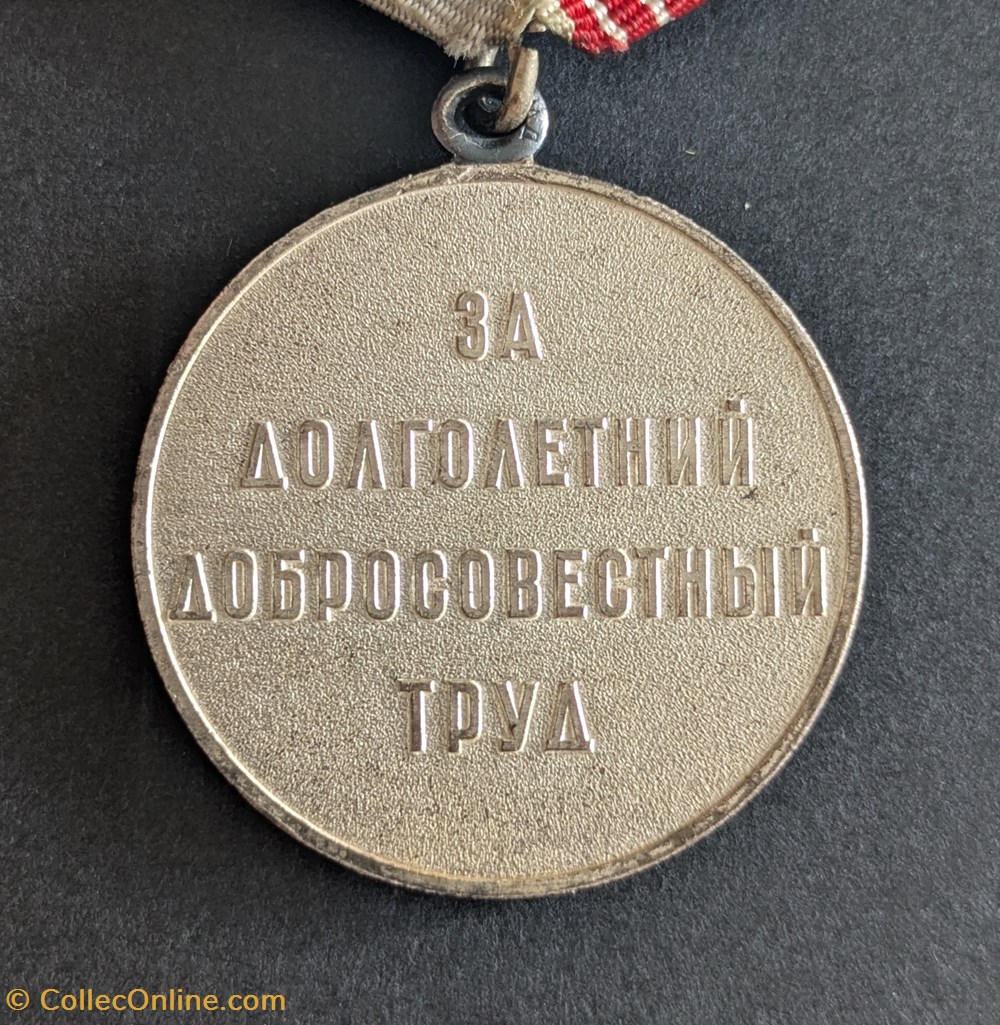 ЗА
ДОЛГОЛЕТНИЙ
ДОБРОСОВЕСТНЫЙ
ТРУД
© CollecOnline.com